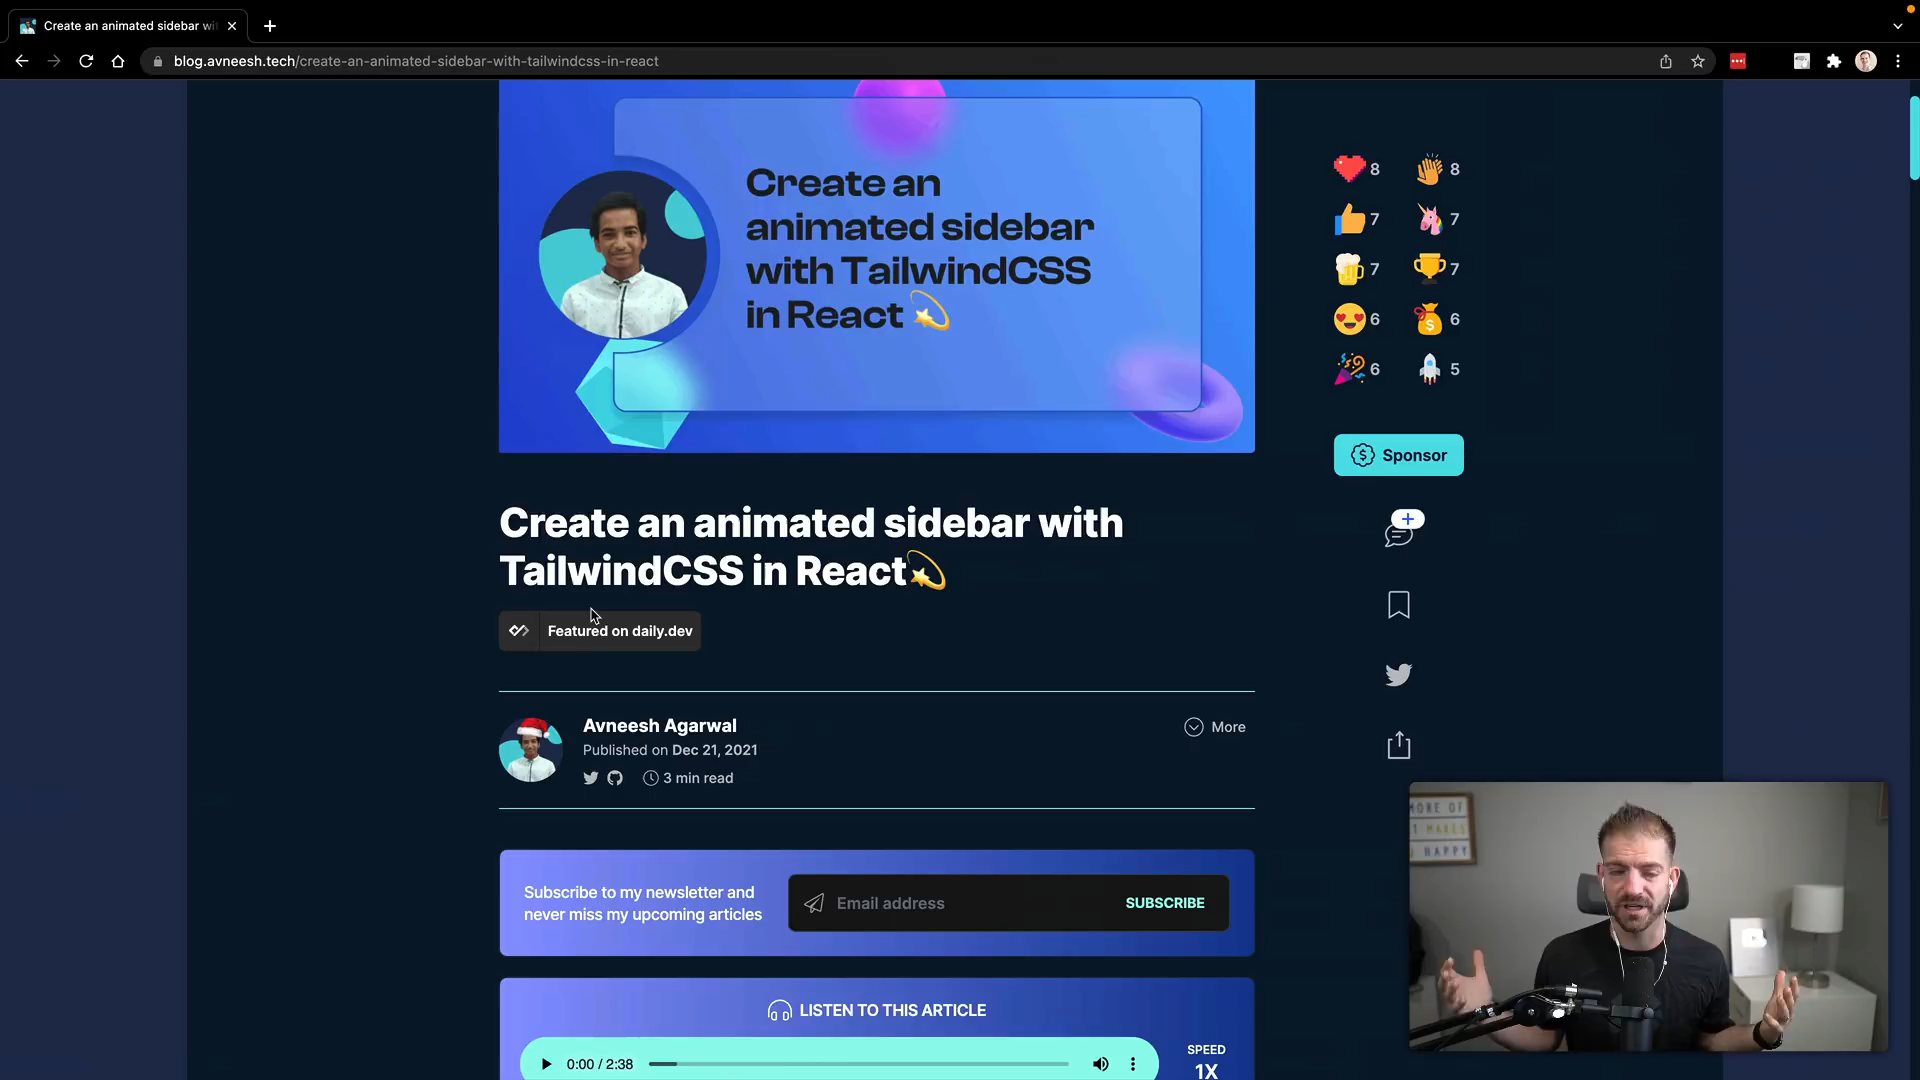 Create an animated sidebar wi
blog.avneesh.tech/create-an-animated-sidebar-with-tailwindcss-in-react
Create an
animated sidebar
with TailwindCSS
in React 💫
8 8
7 7
7 7
6 6
6 5
Sponsor
Create an animated sidebar with
TailwindCSS in React💫
Featured on daily.dev
Avneesh Agarwal
Published on Dec 21, 2021
3 min read
More
Subscribe to my newsletter and
never miss my upcoming articles
Email address
SUBSCRIBE
LISTEN TO THIS ARTICLE
0:00 / 2:38
SPEED
1X
MORE OF
T MAKES
U HAPPY